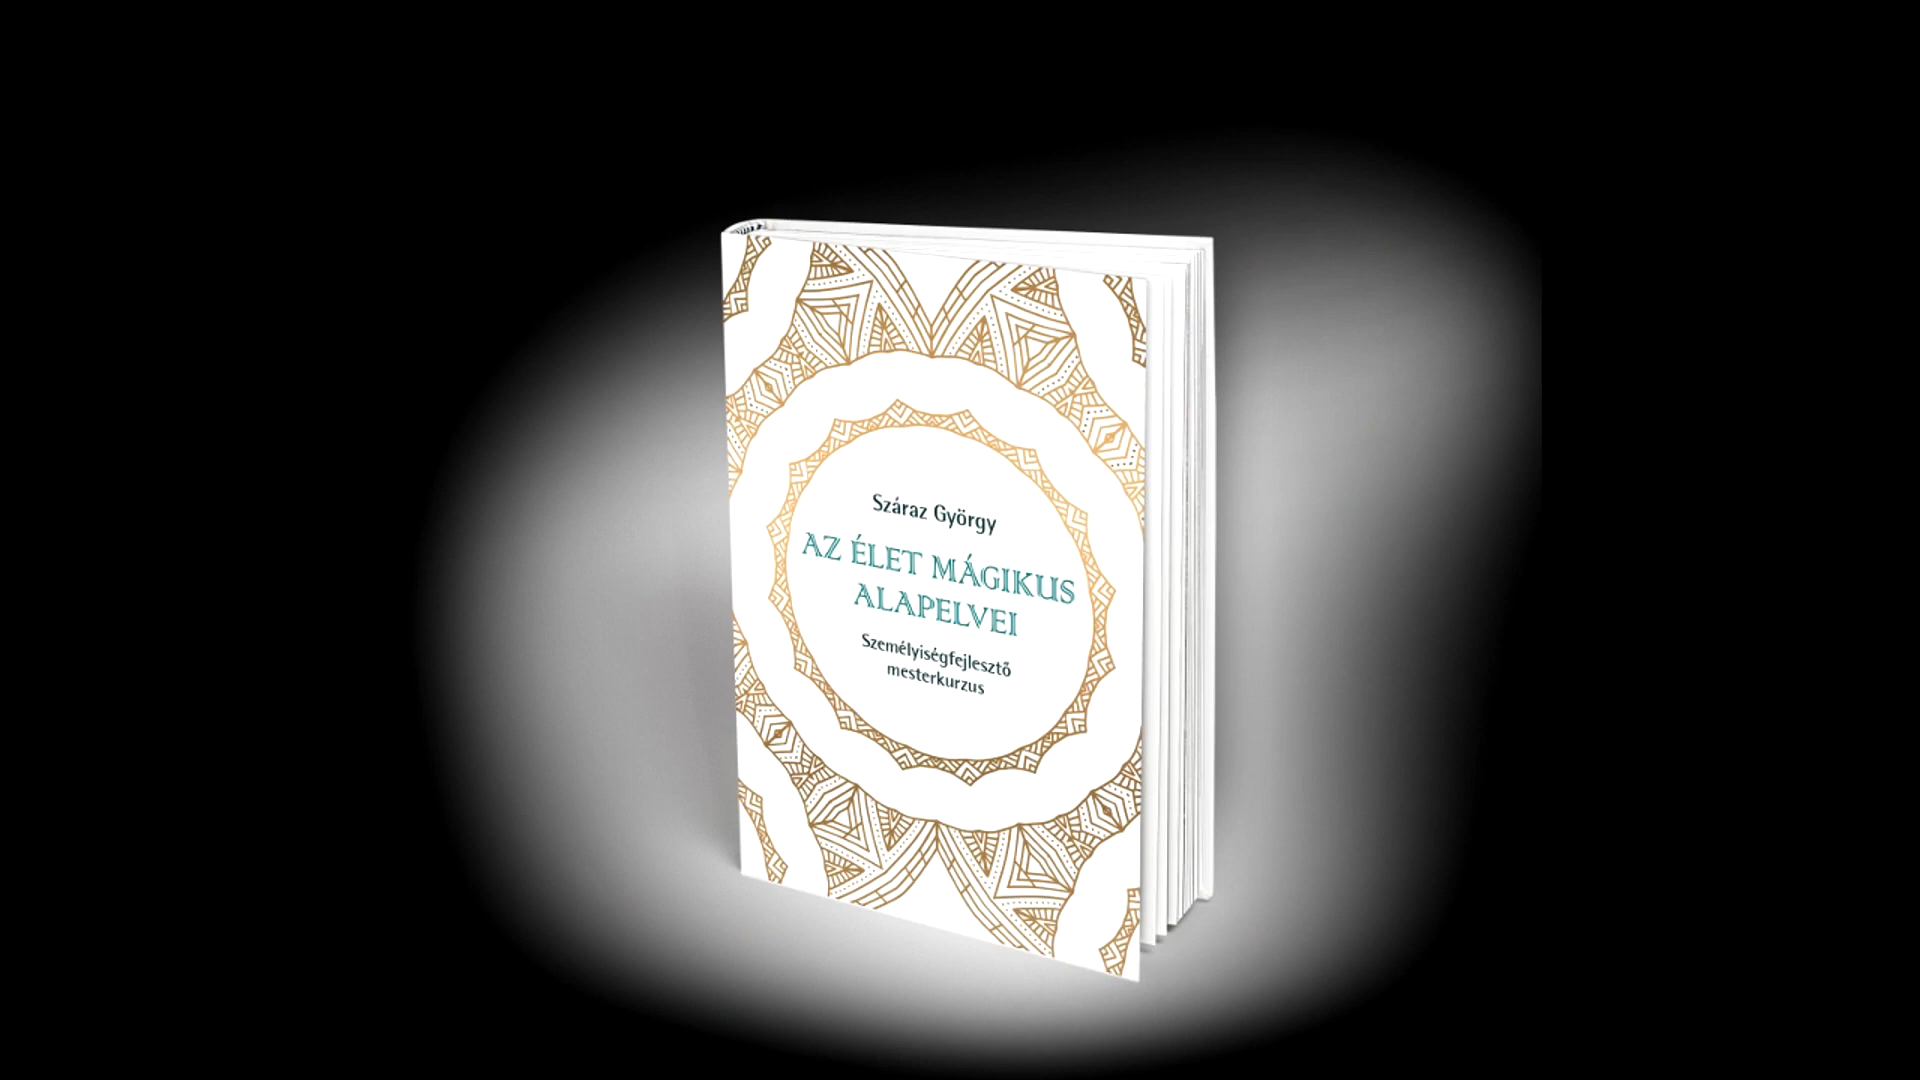 Száraz György
AZ ÉLET MÁGIKUS
ALAPELVEI
Személyiségfejlesztő
mesterkurzus